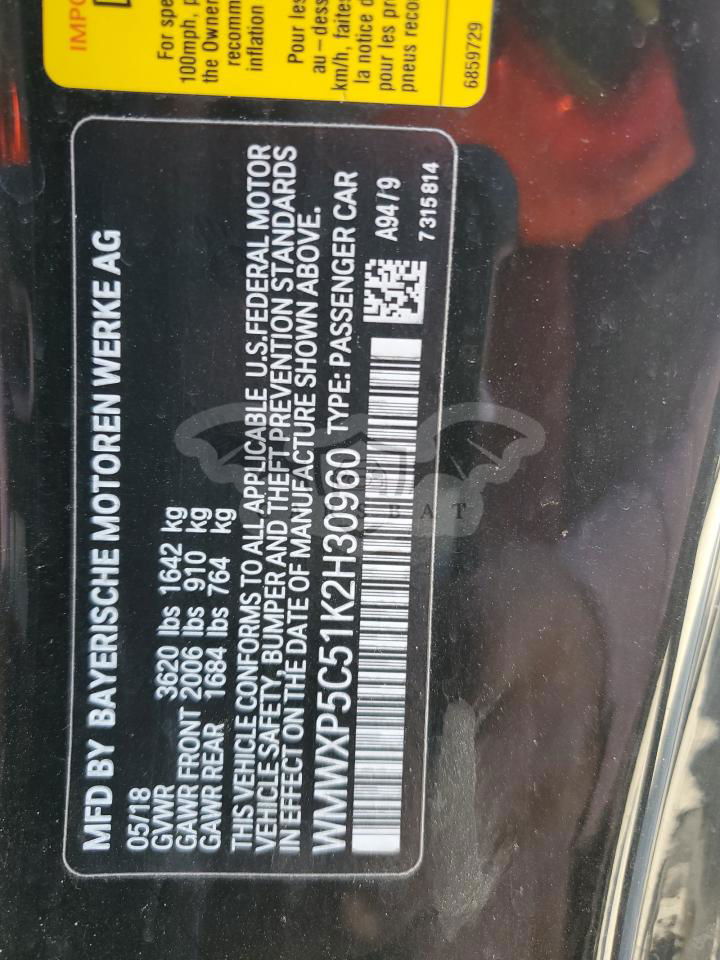 IMPO
For spe
100mph, p
the Owner
recomm
inflation
Pour les
au-dess
km/h, faites
la notice d
pour les pr
pneus reco
6859729
MFD BY BAYERISCHE MOTOREN WERKE AG
05/18
GVWR 3620 lbs 1642 kg
GAWR FRONT 2006 lbs 910 kg
GAWR REAR 1684 lbs 764 kg
THIS VEHICLE CONFORMS TO ALL APPLICABLE U.S.FEDERAL MOTOR
VEHICLE SAFETY, BUMPER AND THEFT PREVENTION STANDARDS
IN EFFECT ON THE DATE OF MANUFACTURE SHOWN ABOVE.
WMWXP5C51K2H30960 TYPE: PASSENGER CAR
A94/9
7315814